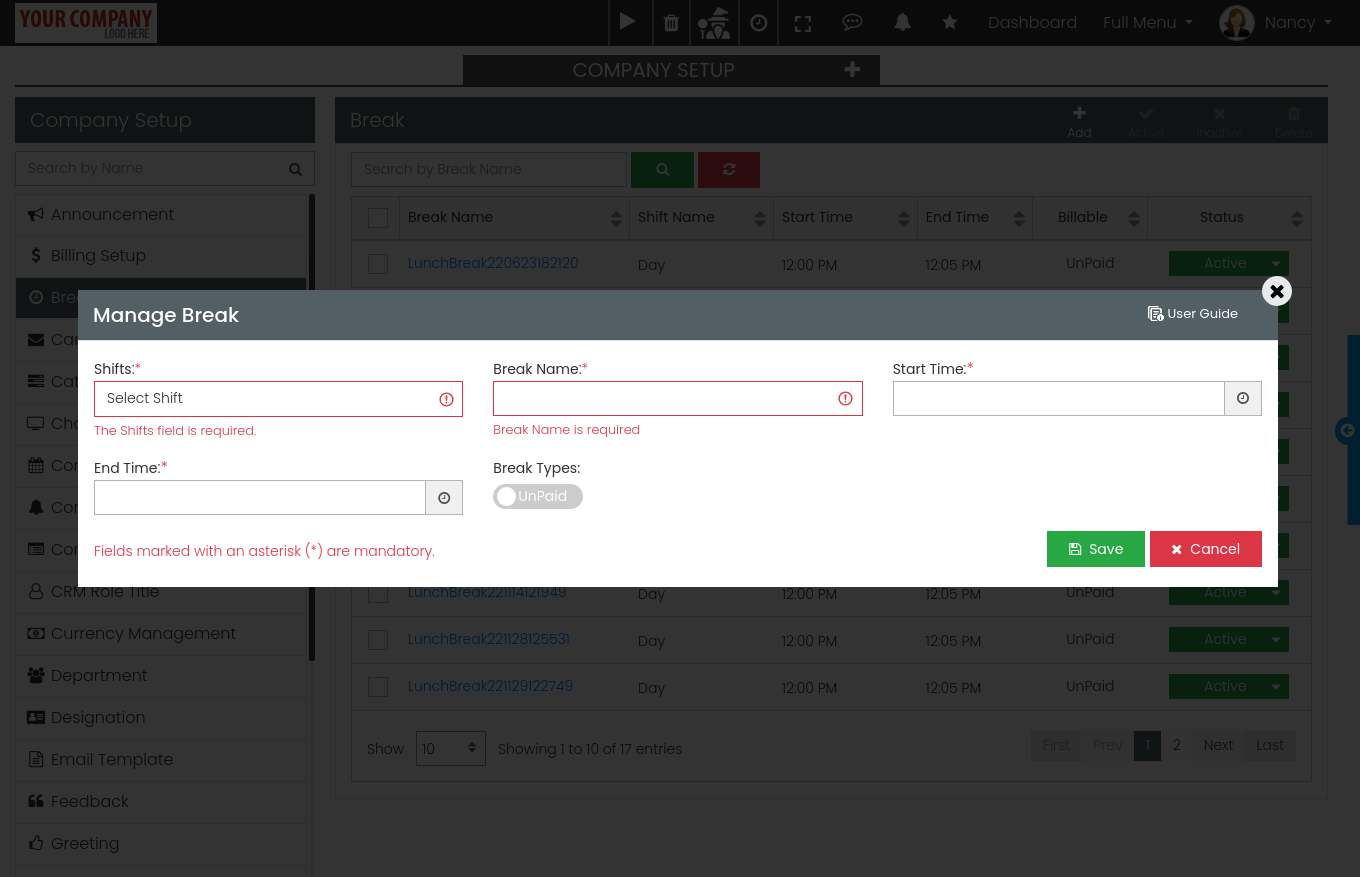 YOUR COMPANY
LOGO HERE
Dashboard
Full Menu
Nancy
COMPANY SETUP
Company Setup
Break
Add
Active
Inactive
Delete
Search by Name
Search by Break Name
Announcement
Billing Setup
Break Name
Shift Name
Start Time
End Time
Billable
Status
LunchBreak220623182120
Day
12:00 PM
12:05 PM
UnPaid
Active
Manage Break
User Guide
Shifts:*
Break Name:*
Start Time:*
Select Shift
The Shifts field is required.
Break Name is required
End Time:*
Break Types:
UnPaid
Fields marked with an asterisk (*) are mandatory.
Save
Cancel
CRM Role Title
Currency Management
Department
Designation
Email Template
Feedback
Greeting
LunchBreak221114121949
Day
12:00 PM
12:05 PM
UnPaid
Active
LunchBreak221128125531
Day
12:00 PM
12:05 PM
UnPaid
Active
LunchBreak221129122749
Day
12:00 PM
12:05 PM
UnPaid
Active
Show
10
Showing 1 to 10 of 17 entries
First
Prev
1
2
Next
Last